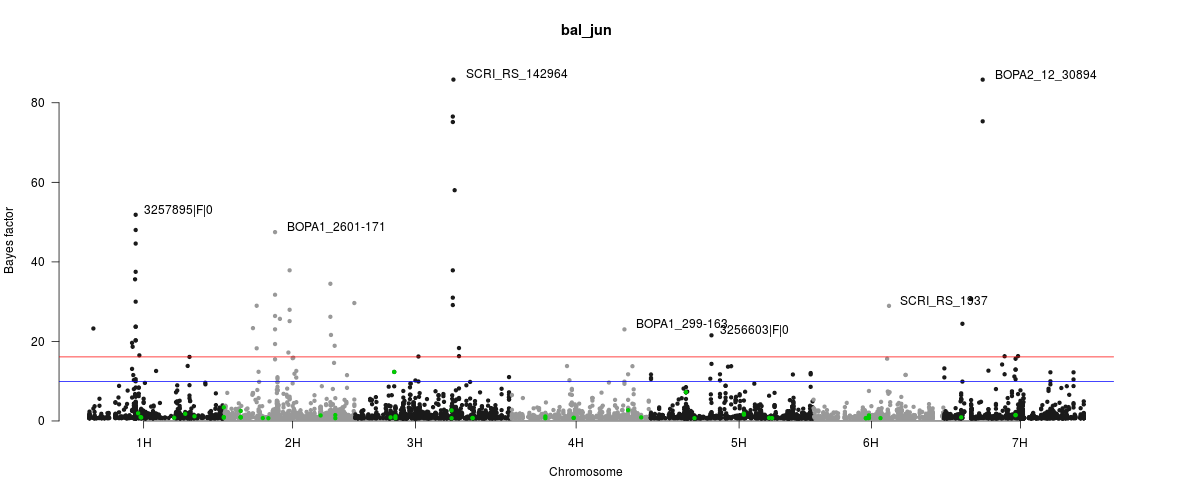 bal_jun
SCRI_RS_142964
BOPA2_12_30894
80
60
3257895|F|0
BOPA1_2601-171
Bayes factor
40
SCRI_RS_1937
BOPA1_299-163
3256603|F|0
20
0
1H
2H
3H
4H
5H
6H
7H
Chromosome